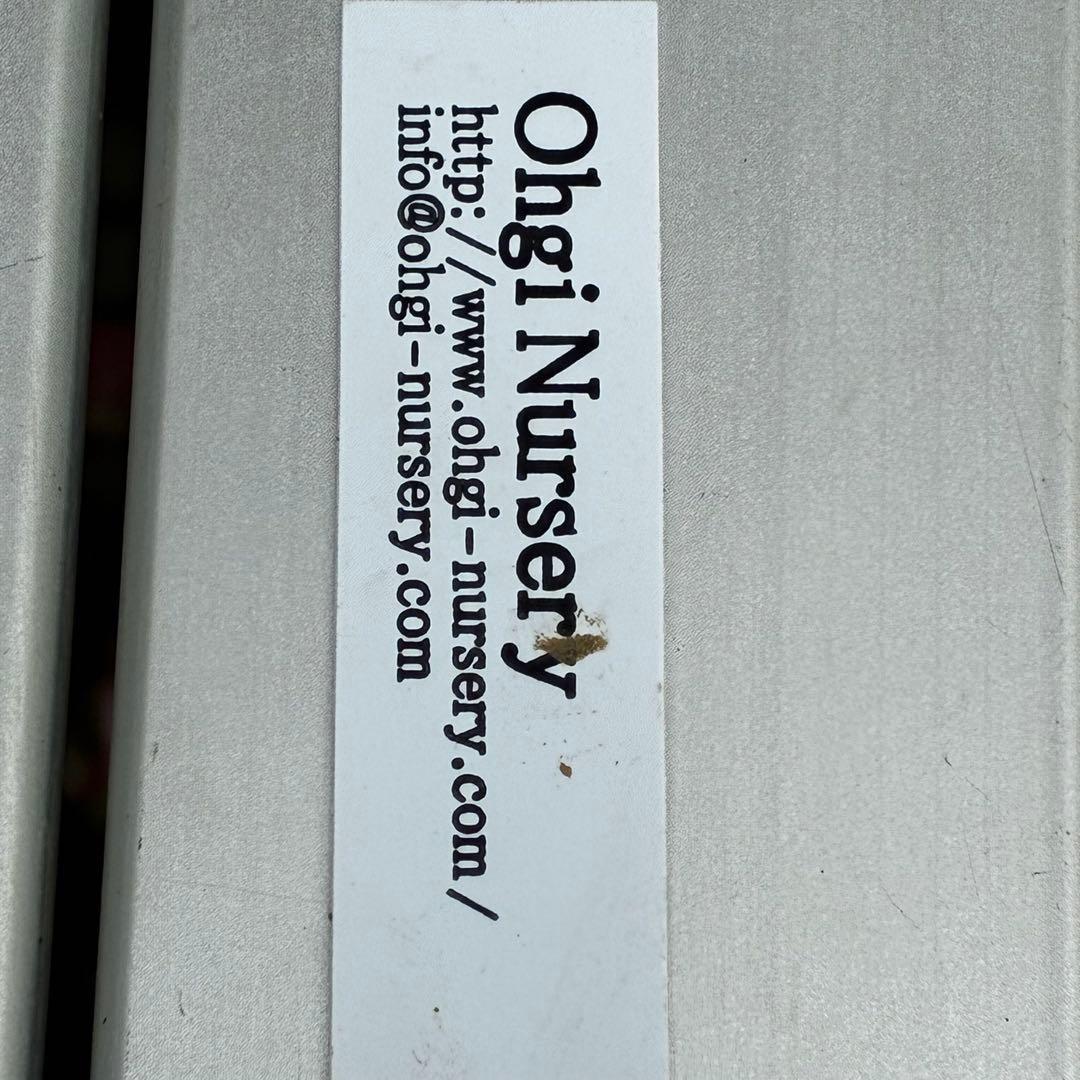 Ohgi Nursery
http://www.ohgi-nursery.com/
info@ohgi-nursery.com